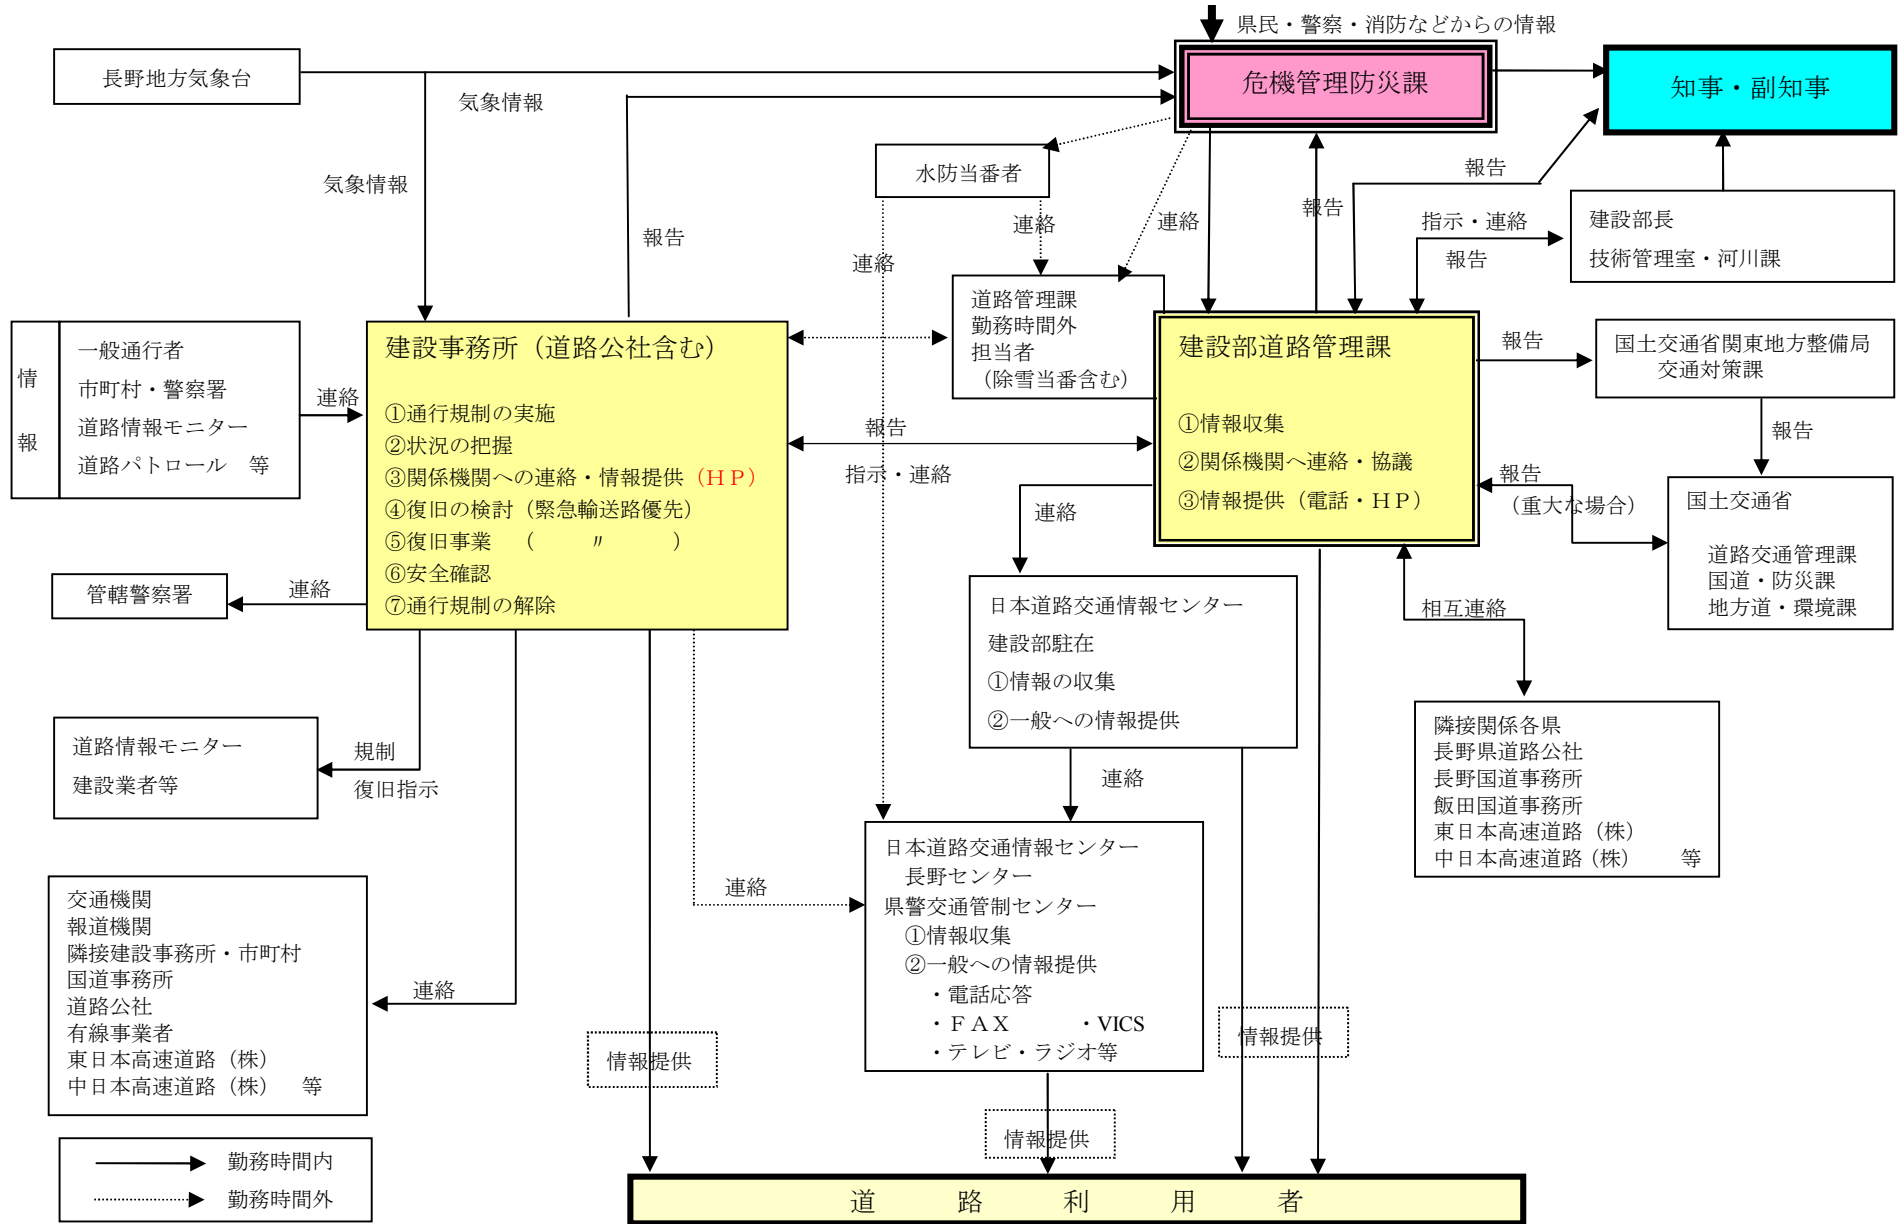 県民・警察・消防などからの情報
長野地方気象台
危機管理防災課
知事・副知事
気象情報
水防当番者
報告
気象情報
連絡
連絡
報告
指示・連絡
報告
建設部長
技術管理室・河川課
報告
連絡
情報
一般通行者
市町村・警察署
道路情報モニター
道路パトロール　等
連絡
建設事務所（道路公社含む）
①通行規制の実施
②状況の把握
③関係機関への連絡・情報提供（ＨＰ）
④復旧の検討（緊急輸送路優先）
⑤復旧事業　（　　〃　　）
⑥安全確認
⑦通行規制の解除
道路管理課
勤務時間外
担当者
（除雪当番含む）
建設部道路管理課
①情報収集
②関係機関へ連絡・協議
③情報提供（電話・ＨＰ）
報告
国土交通省関東地方整備局
交通対策課
報告
報告
指示・連絡
報告
（重大な場合）
国土交通省
道路交通管理課
国道・防災課
地方道・環境課
連絡
管轄警察署
連絡
日本道路交通情報センター
建設部駐在
①情報の収集
②一般への情報提供
相互連絡
隣接関係各県
長野県道路公社
長野国道事務所
飯田国道事務所
東日本高速道路（株）
中日本高速道路（株）　　等
道路情報モニター
建設業者等
規制
復旧指示
連絡
日本道路交通情報センター
長野センター
県警交通管制センター
①情報収集
②一般への情報提供
・電話応答
・ＦＡＸ　　　・VICS
・テレビ・ラジオ等
連絡
交通機関
報道機関
隣接建設事務所・市町村
国道事務所
道路公社
有線事業者
東日本高速道路（株）
中日本高速道路（株）　等
連絡
情報提供
情報提供
情報提供
勤務時間内
勤務時間外
道　路　利　用　者